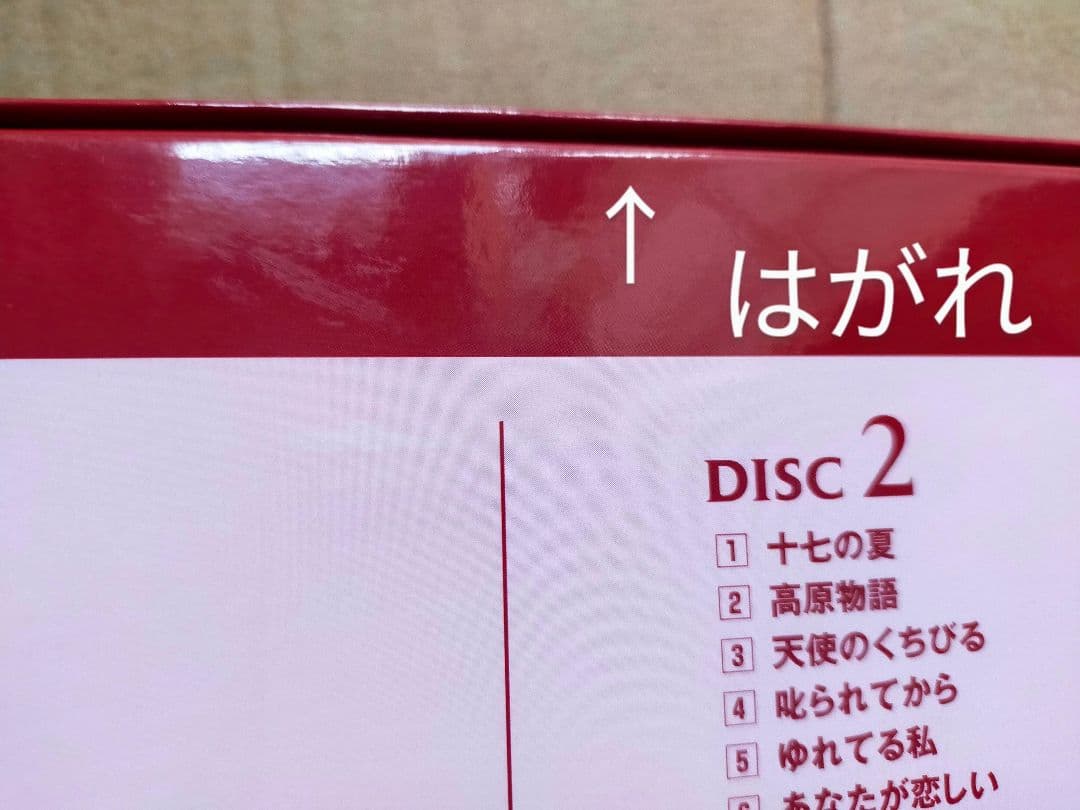 ↑
はがれ
DISC 2
1 十七の夏
2 高原物語
3 天使のくちびる
4 叱られてから
5 ゆれてる私
6 あなたが恋しい